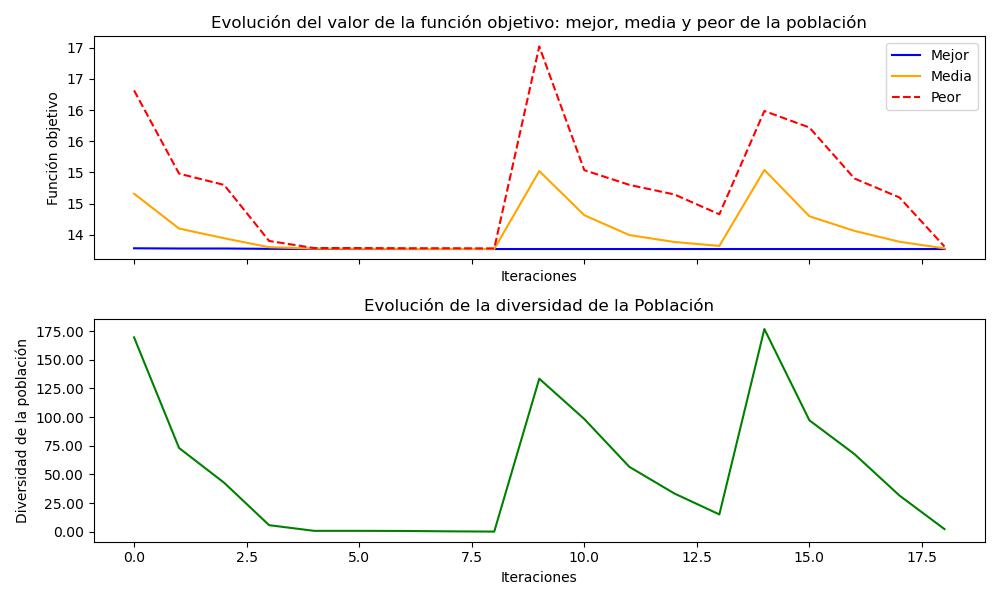 Evolución del valor de la función objetivo: mejor, media y peor de la población
17
17
16
16
15
15
14
Función objetivo
Mejor
Media
Peor
Iteraciones
Evolución de la diversidad de la Población
175.00
150.00
125.00
100.00
75.00
50.00
25.00
0.00
Diversidad de la población
0.0 2.5 5.0 7.5 10.0 12.5 15.0 17.5
Iteraciones